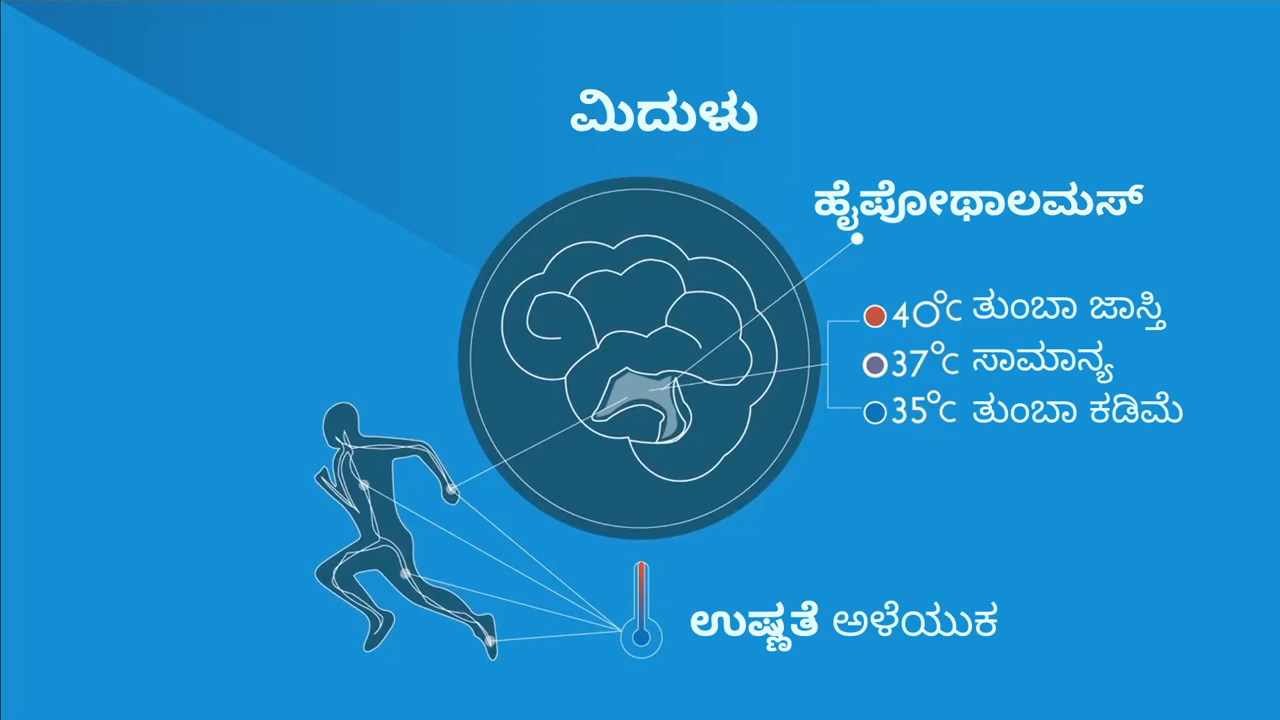 ಮಿದುಳು
ಹೈಪೋಥಾಲಮಸ್
40°C ತುಂಬಾ ಜಾಸ್ತಿ
37°C ಸಾಮಾನ್ಯ
35°C ತುಂಬಾ ಕಡಿಮೆ
ಉಷ್ಣತೆ ಅಳೆಯುಕ